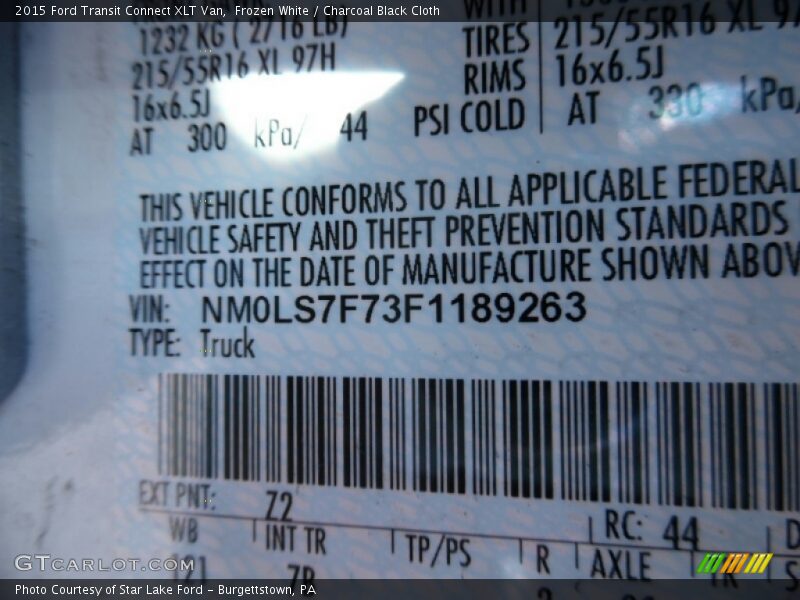 2015 Ford Transit Connect XLT Van, Frozen White / Charcoal Black Cloth
WITH
1232 KG ( 2716 LB)
TIRES 215/55R16 XL
215/55R16 XL 97H
RIMS 16x6.5J
16x6.5J
PSI COLD AT 330 kPa/
AT 300 kPa/ 44
THIS VEHICLE CONFORMS TO ALL APPLICABLE FEDERAL
VEHICLE SAFETY AND THEFT PREVENTION STANDARDS
EFFECT ON THE DATE OF MANUFACTURE SHOWN ABOV
VIN: NM0LS7F73F1189263
TYPE: Truck
EXT PNT: Z2
RC: 44
WB INT TR TP/PS R AXLE TR
121 7B
GTCARLOT.COM
Photo Courtesy of Star Lake Ford – Burgettstown, PA